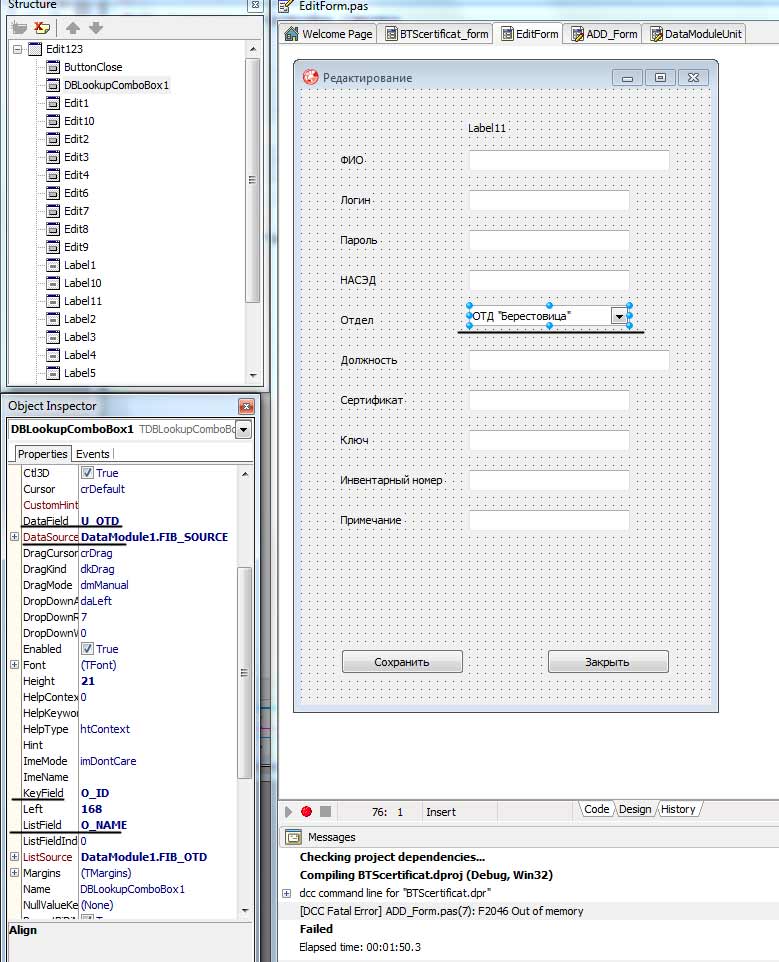 Structure
Edit123
ButtonClose
DBLookupComboBox1
Edit1
Edit10
Edit2
Edit3
Edit4
Edit6
Edit7
Edit8
Edit9
Label1
Label10
Label11
Label2
Label3
Label4
Label5
Object Inspector
DBLookupComboBox1 TDBLookupComboBo
Properties Events
Ctl3D True
Cursor crDefault
CustomHint
DataField U_OTD
DataSource DataModule1.FIB_SOURCE
DragCursor crDrag
DragKind dkDrag
DragMode dmManual
DropDownA daLeft
DropDownR 7
DropDownW 0
Enabled True
Font (TFont)
Height 21
HelpContex 0
HelpKeywor
HelpType htContext
Hint
ImeMode imDontCare
ImeName
KeyField O_ID
Left 168
ListField O_NAME
ListFieldInd 0
ListSource DataModule1.FIB_OTD
Margins (TMargins)
Name DBLookupComboBox1
NullValueKe (None)
Align
EditForm.pas
Welcome Page BTScertificat_form EditForm ADD_Form DataModuleUnit
Редактирование
Label11
ФИО
Логин
Пароль
НАСЭД
Отдел ОТД "Берестовица"
Должность
Сертификат
Ключ
Инвентарный номер
Примечание
Сохранить Закрыть
76: 1 Insert Code Design History
Messages
Checking project dependencies...
Compiling BTScertificat.dproj (Debug, Win32)
dcc command line for "BTScertificat.dpr"
[DCC Fatal Error] ADD_Form.pas(7): F2046 Out of memory
Failed
Elapsed time: 00:01:50.3